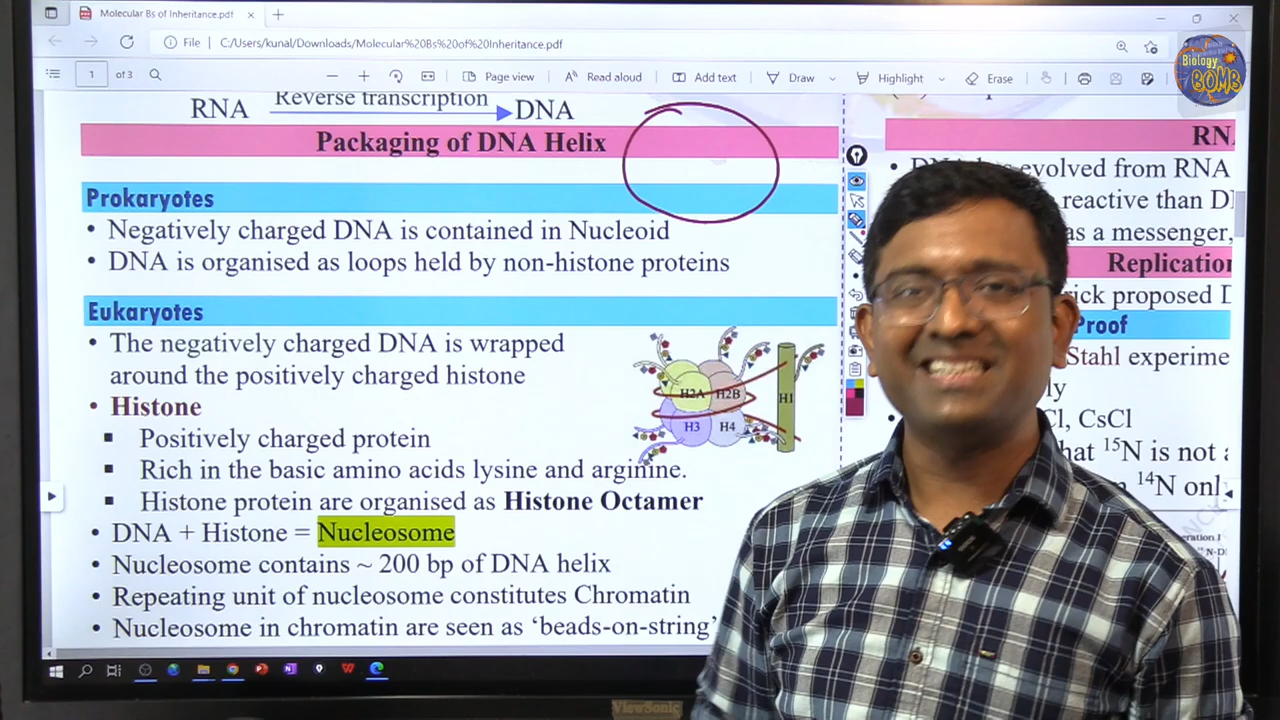 Molecular Bs of Inheritance.pdf
File
C:/Users/kunal/Downloads/Molecular%20Bs%20of%20Inheritance.pdf
1 of 3
Page view
Read aloud
Add text
Draw
Highlight
Erase
Biology
BOMB
RNA Reverse transcription DNA
Packaging of DNA Helix
Prokaryotes
• Negatively charged DNA is contained in Nucleoid
• DNA is organised as loops held by non-histone proteins
Eukaryotes
• The negatively charged DNA is wrapped
around the positively charged histone
• Histone
▪ Positively charged protein
▪ Rich in the basic amino acids lysine and arginine.
▪ Histone protein are organised as Histone Octamer
• DNA + Histone = Nucleosome
• Nucleosome contains ~ 200 bp of DNA helix
• Repeating unit of nucleosome constitutes Chromatin
• Nucleosome in chromatin are seen as ‘beads-on-string’
H2A H2B H1
H3 H4
RNA
evolved from RNA
reactive than
as a messenger,
Replication
rick proposed
Proof
Stahl experime
ly
Cl, CsCl
hat ¹⁵N is not
¹⁴N only
ViewSonic